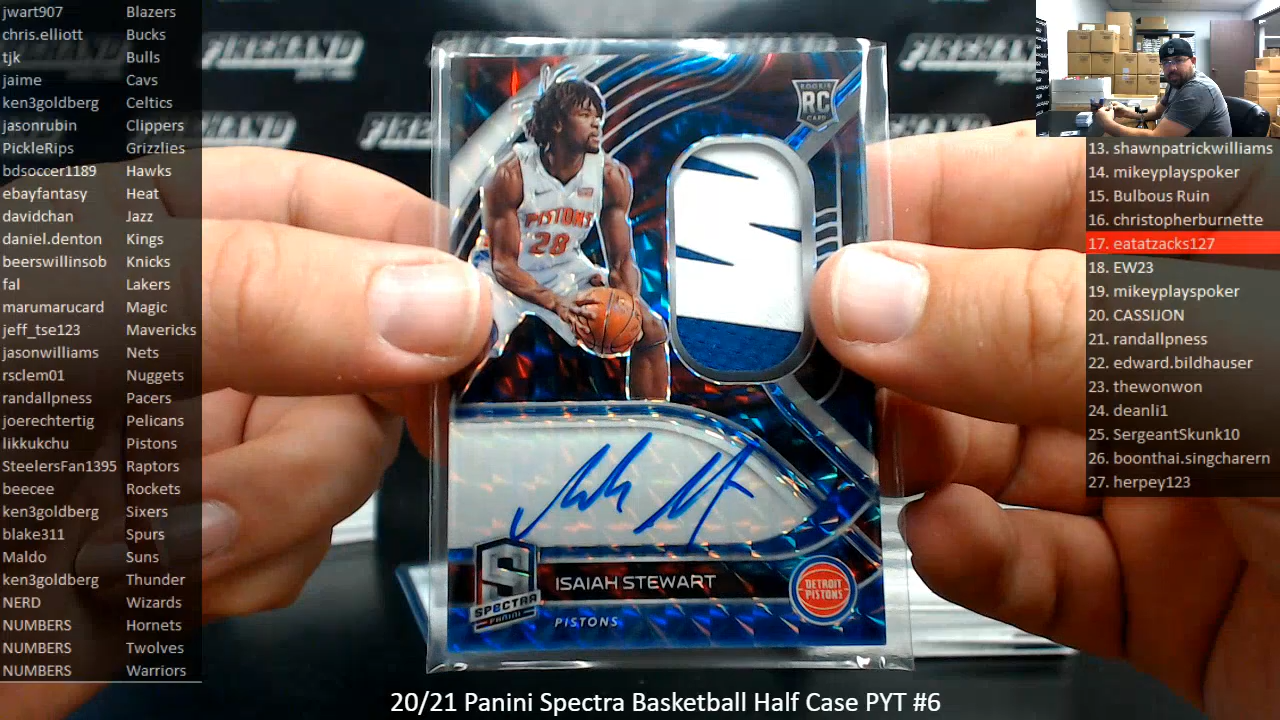 jwart907 Blazers
chris.elliott Bucks
tjk Bulls
jaime Cavs
ken3goldberg Celtics
jasonrubin Clippers
PickleRips Grizzlies
bdsoccer1189 Hawks
ebayfantasy Heat
davidchan Jazz
daniel.denton Kings
beerswillinsob Knicks
fal Lakers
marumarucard Magic
jeff_tse123 Mavericks
jasonwilliams Nets
rsclem01 Nuggets
randallpness Pacers
joerechtertig Pelicans
likkukchu Pistons
SteelersFan1395 Raptors
beecee Rockets
ken3goldberg Sixers
blake311 Spurs
Maldo Suns
ken3goldberg Thunder
NERD Wizards
NUMBERS Hornets
NUMBERS Twolves
NUMBERS Warriors
FIREHAND
FIREHAND
ROOKIE
RC
CARD
PISTONS
28
SPECTRA
PANINI
ISAIAH STEWART
PISTONS
DETROIT
PISTONS
13. shawnpatrickwilliams
14. mikeyplayspoker
15. Bulbous Ruin
16. christopherburnette
17. eatatzacks127
18. EW23
19. mikeyplayspoker
20. CASSIJON
21. randallpness
22. edward.bildhauser
23. thewonwon
24. deanli1
25. SergeantSkunk10
26. boonthai.singcharern
27. herpey123
20/21 Panini Spectra Basketball Half Case PYT #6